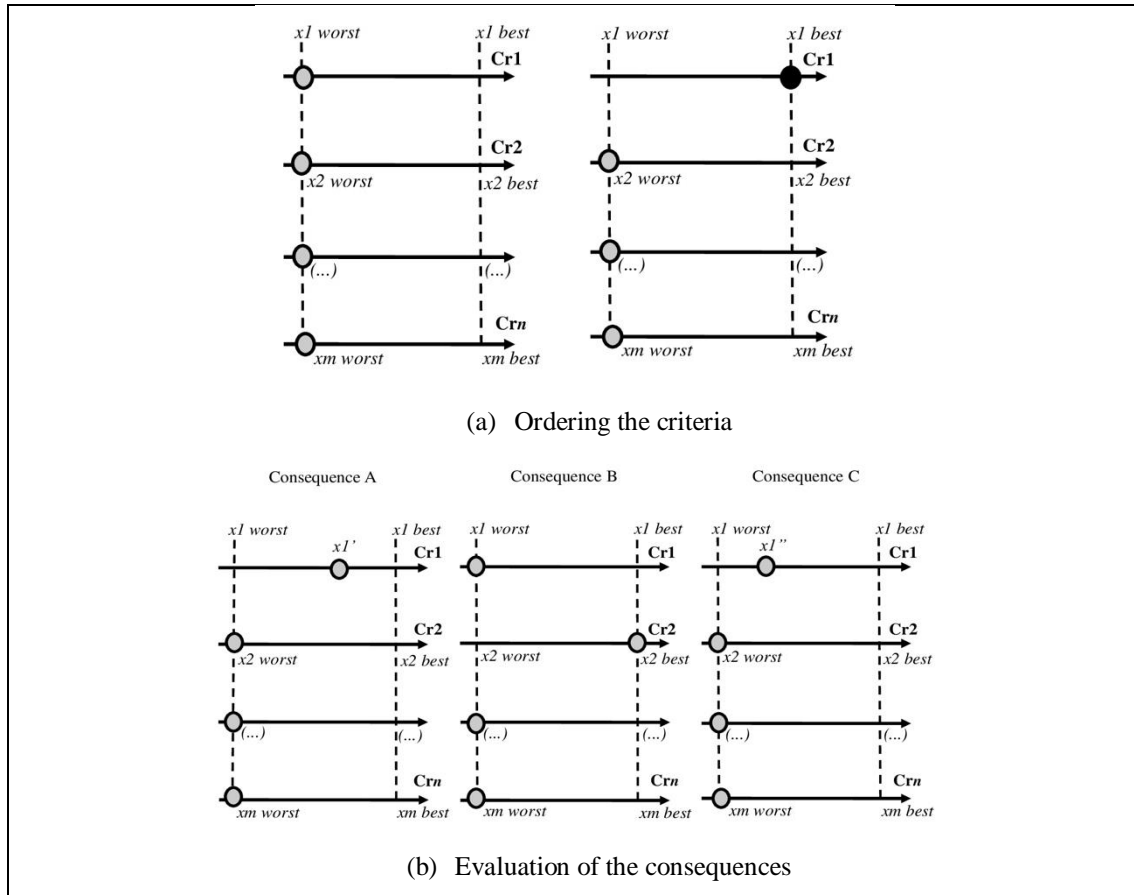 x1 worst x1 best x1 worst x1 best
Cr1 Cr1
Cr2 Cr2
x2 worst x2 best x2 worst x2 best
(...) (...) (...) (...)
Crn Crn
xm worst xm best xm worst xm best
(a) Ordering the criteria
Consequence A Consequence B Consequence C
x1 worst x1 best x1 worst x1 best x1 worst x1 best
x1' Cr1 Cr1 x1'' Cr1
Cr2 Cr2 Cr2
x2 worst x2 best x2 worst x2 best x2 worst x2 best
(...) (...) (...) (...) (...) (...)
Crn Crn Crn
xm worst xm best xm worst xm best xm worst xm best
(b) Evaluation of the consequences